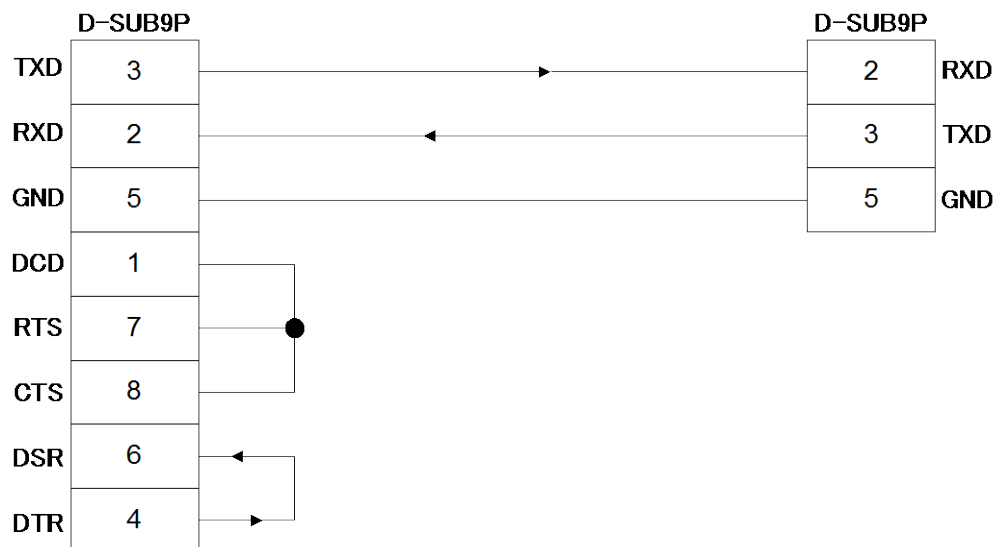 D-SUB9P D-SUB9P
TXD 3 2 RXD
RXD 2 3 TXD
GND 5 5 GND
DCD 1
RTS 7
CTS 8
DSR 6
DTR 4